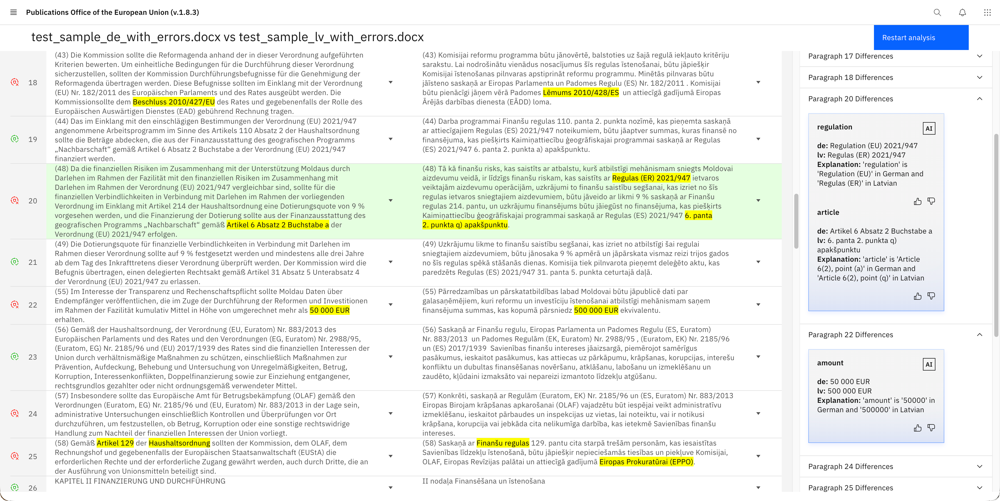 Publications Office of the European Union (v.1.8.3)
test_sample_de_with_errors.docx vs test_sample_lv_with_errors.docx
Restart analysis
18
(43) Die Kommission sollte die Reformagenda anhand der in dieser Verordnung aufgeführten
Kriterien bewerten. Um einheitliche Bedingungen für die Durchführung dieser Verordnung
sicherzustellen, sollten der Kommission Durchführungsbefugnisse für die Genehmigung der
Reformagenda übertragen werden. Diese Befugnisse sollten im Einklang mit der Verordnung
(EU) Nr. 182/2011 des Europäischen Parlaments und des Rates ausgeübt werden. Die
Kommissionsollte dem Beschluss 2010/427/EU des Rates und gegebenenfalls der Rolle des
Europäischen Auswärtigen Dienstes (EAD) gebührend Rechnung tragen.
(43) Komisijai reformu programma būtu jānovērtē, balstoties uz šajā regulā iekļauto kritēriju
sarakstu. Lai nodrošinātu vienādus nosacījumus šīs regulas īstenošanai, būtu jāpiešķir
Komisijai īstenošanas pilnvaras apstiprināt reformu programmu. Minētās pilnvaras būtu
jāīsteno saskaņā ar Eiropas Parlamenta un Padomes Regulu (ES) Nr. 182/2011 . Komisijai
būtu pienācīgi jāņem vērā Padomes Lēmums 2010/428/ES un attiecīgā gadījumā Eiropas
Ārējās darbības dienesta (EĀDD) loma.
19
(44) Das im Einklang mit den einschlägigen Bestimmungen der Verordnung (EU) 2021/947
angenommene Arbeitsprogramm im Sinne des Artikels 110 Absatz 2 der Haushaltsordnung
sollte die Beträge abdecken, die aus der Finanzausstattung des geografischen Programms
„Nachbarschaft“ gemäß Artikel 6 Absatz 2 Buchstabe a der Verordnung (EU) 2021/947
finanziert werden.
(44) Darba programmai Finanšu regulas 110. panta 2. punkta nozīmē, kas pieņemta saskaņā
ar attiecīgajiem Regulas (ES) 2021/947 noteikumiem, būtu jāaptver summas, kuras finansē no
finansējuma, kas piešķirts Kaimiņattiecību ģeogrāfiskajai programmai saskaņā ar Regulas
(ES) 2021/947 6. panta 2. punkta a) apakšpunktu.
20
(48) Da die finanziellen Risiken im Zusammenhang mit der Unterstützung Moldaus durch
Darlehen im Rahmen der Fazilität mit den finanziellen Risiken im Zusammenhang mit
Darlehen im Rahmen der Verordnung (EU) 2021/947 vergleichbar sind, sollte für die
finanziellen Verbindlichkeiten in Verbindung mit Darlehen im Rahmen der vorliegenden
Verordnung im Einklang mit Artikel 214 der Haushaltsordnung eine Dotierungsquote von 9 %
vorgesehen werden, und die Finanzierung der Dotierung sollte aus der Finanzausstattung des
geografischen Programms „Nachbarschaft“ gemäß Artikel 6 Absatz 2 Buchstabe a der
Verordnung (EU) 2021/947 erfolgen.
(48) Tā kā finanšu risks, kas saistīts ar atbalstu, kurš atbilstīgi mehānismam sniegts Moldovai
aizdevumu veidā, ir līdzīgs finanšu riskam, kas saistīts ar Regulas (ER) 2021/947 ietvaros
veiktajām aizdevumu operācijām, uzkrājumi to finanšu saistību segšanai, kas izriet no šīs
regulas ietvaros sniegtajiem aizdevumiem, būtu jāveido ar likmi 9 % saskaņā ar Finanšu
regulas 214. pantu, un uzkrājumu finansējums būtu jāiegūst no finansējuma, kas piešķirts
Kaimiņattiecību ģeogrāfiskajai programmai saskaņā ar Regulas (ES) 2021/947 6. panta
2. punkta q) apakšpunktu.
21
(49) Die Dotierungsquote für finanzielle Verbindlichkeiten in Verbindung mit Darlehen im
Rahmen dieser Verordnung sollte auf 9 % festgesetzt werden und mindestens alle drei Jahre
ab dem Tag des Inkrafttretens dieser Verordnung überprüft werden. Der Kommission wird die
Befugnis übertragen, einen delegierten Rechtsakt gemäß Artikel 31 Absatz 5 Unterabsatz 4
der Verordnung (EU) 2021/947 zu erlassen.
(49) Uzkrājumu likme to finanšu saistību segšanai, kas izriet no atbilstīgi šai regulai
sniegtajiem aizdevumiem, būtu jānosaka 9 % apmērā un jāpārskata vismaz reizi trijos gados
no šīs regulas spēkā stāšanās dienas. Komisija tiek pilnvarota pieņemt deleģēto aktu, kas
paredzēts Regulas (ES) 2021/947 31. panta 5. punkta ceturtajā daļā.
22
(55) Im Interesse der Transparenz und Rechenschaftspflicht sollte Moldau Daten über
Endempfänger veröffentlichen, die im Zuge der Durchführung der Reformen und Investitionen
im Rahmen der Fazilität kumulativ Mittel in Höhe von umgerechnet mehr als 50 000 EUR
erhalten.
(55) Pārredzamības un pārskatatbildības labad Moldovai būtu jāpublicē dati par
galasaņēmējiem, kuri reformu un investīciju īstenošanai atbilstīgi mehānismam saņem
finansējuma summas, kas kopumā pārsniedz 500 000 EUR ekvivalentu.
23
(56) Gemäß der Haushaltsordnung, der Verordnung (EU, Euratom) Nr. 883/2013 des
Europäischen Parlaments und des Rates und den Verordnungen (EG, Euratom) Nr. 2988/95,
(Euratom, EG) Nr. 2185/96 und (EU) 2017/1939 des Rates sind die finanziellen Interessen der
Union durch verhältnismäßige Maßnahmen zu schützen, einschließlich Maßnahmen zur
Prävention, Aufdeckung, Behebung und Untersuchung von Unregelmäßigkeiten, Betrug,
Korruption, Interessenkonflikten, Doppelfinanzierung sowie zur Einziehung entgangener,
rechtsgrundlos gezahlter oder nicht ordnungsgemäß verwendeter Mittel.
(56) Saskaņā ar Finanšu regulu, Eiropas Parlamenta un Padomes Regulu (ES, Euratom)
Nr. 883/2013 un Padomes Regulām (EK, Euratom) Nr. 2988/95 , (Euratom, EK) Nr. 2185/96
un (ES) 2017/1939 Savienības finanšu intereses jāaizsargā, piemērojot samērīgus
pasākumus, ieskaitot pasākumus, kas attiecas uz pārkāpumu, krāpšanas, korupcijas, interešu
konfliktu un dubultas finansēšanas novēršanu, atklāšanu, labošanu un izmeklēšanu un
zaudēto, kļūdaini izmaksāto vai nepareizi izmantoto līdzekļu atgūšanu.
24
(57) Insbesondere sollte das Europäische Amt für Betrugsbekämpfung (OLAF) gemäß den
Verordnungen (Euratom, EG) Nr. 2185/96 und (EU, Euratom) Nr. 883/2013 in der Lage sein,
administrative Untersuchungen einschließlich Kontrollen und Überprüfungen vor Ort
durchzuführen, um festzustellen, ob Betrug, Korruption oder eine sonstige rechtswidrige
Handlung zum Nachteil der finanziellen Interessen der Union vorliegt.
(57) Konkrēti, saskaņā ar Regulām (Euratom, EK) Nr. 2185/96 un (ES, Euratom) Nr. 883/2013
Eiropas Birojam krāpšanas apkarošanai (OLAF) vajadzētu būt iespējai veikt administratīvu
izmeklēšanu, ieskaitot pārbaudes un inspekcijas uz vietas, lai noteiktu, vai ir notikusi
krāpšana, korupcija vai jebkāda cita nelikumīga darbība, kas ietekmē Savienības finanšu
intereses.
25
(58) Gemäß Artikel 129 der Haushaltsordnung sollten der Kommission, dem OLAF, dem
Rechnungshof und gegebenenfalls der Europäischen Staatsanwaltschaft (EUStA) die
erforderlichen Rechte und der erforderliche Zugang gewährt werden, auch durch Dritte, die an
der Ausführung von Unionsmitteln beteiligt sind.
(58) Saskaņā ar Finanšu regulas 129. pantu cita starpā trešām personām, kas iesaistītas
Savienības līdzekļu īstenošanā, būtu jāpiešķir nepieciešamās tiesības un piekļuve Komisijai,
OLAF, Eiropas Revīzijas palātai un attiecīgā gadījumā Eiropas Prokuratūrai (EPPO).
26
KAPITEL II FINANZIERUNG UND DURCHFÜHRUNG
II nodaļa Finansēšana un īstenošana
Paragraph 17 Differences
Paragraph 18 Differences
Paragraph 20 Differences
regulation
AI
de: Regulation (EU) 2021/947
lv: Regulas (ER) 2021/947
Explanation: 'regulation' is
'Regulation (EU)' in German and
'Regulas (ER)' in Latvian
article
de: Artikel 6 Absatz 2 Buchstabe a
lv: 6. panta 2. punkta q)
apakšpunktu
Explanation: 'article' is 'Article
6(2), point (a)' in German and
'Article 6(2), point (q)' in Latvian
Paragraph 22 Differences
amount
AI
de: 50 000 EUR
lv: 500 000 EUR
Explanation: 'amount' is '50000' in
German and '500000' in Latvian
Paragraph 24 Differences
Paragraph 25 Differences